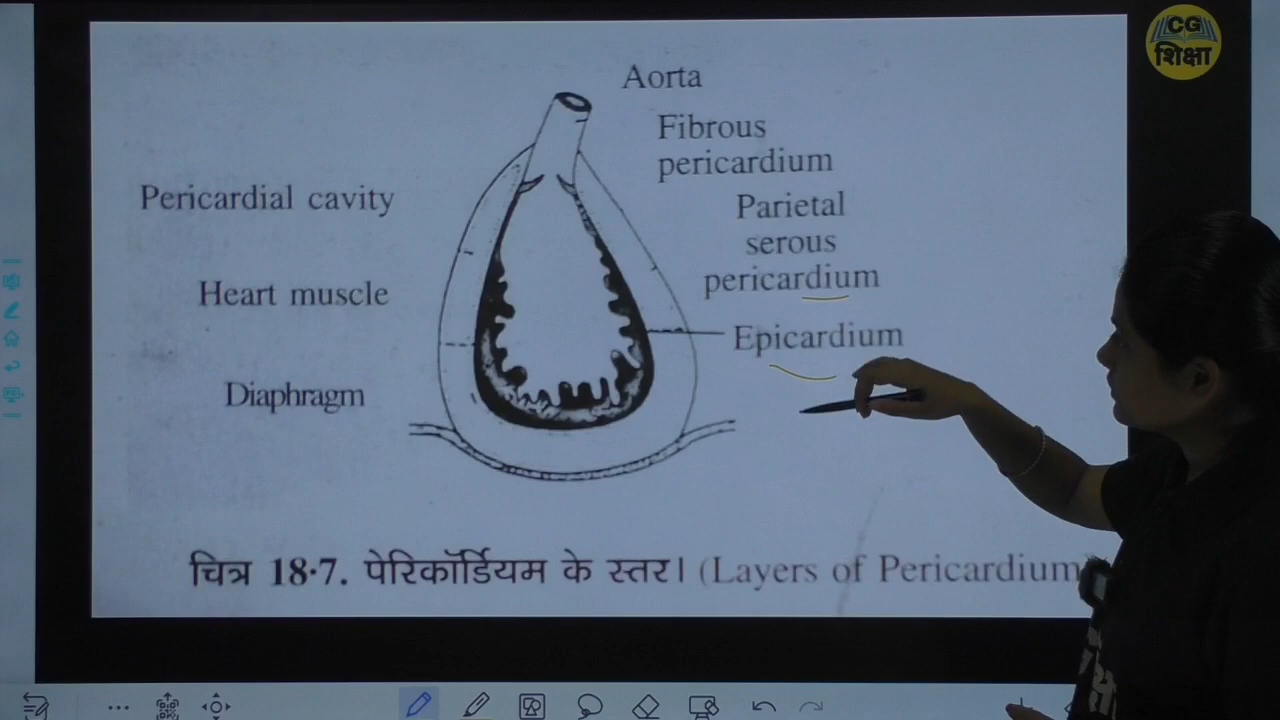 CG
शिक्षा
Aorta
Fibrous
pericardium
Pericardial cavity
Parietal
serous
pericardium
Heart muscle
Epicardium
Diaphragm
चित्र 18·7. पेरिकॉर्डियम के स्तर। (Layers of Pericardium